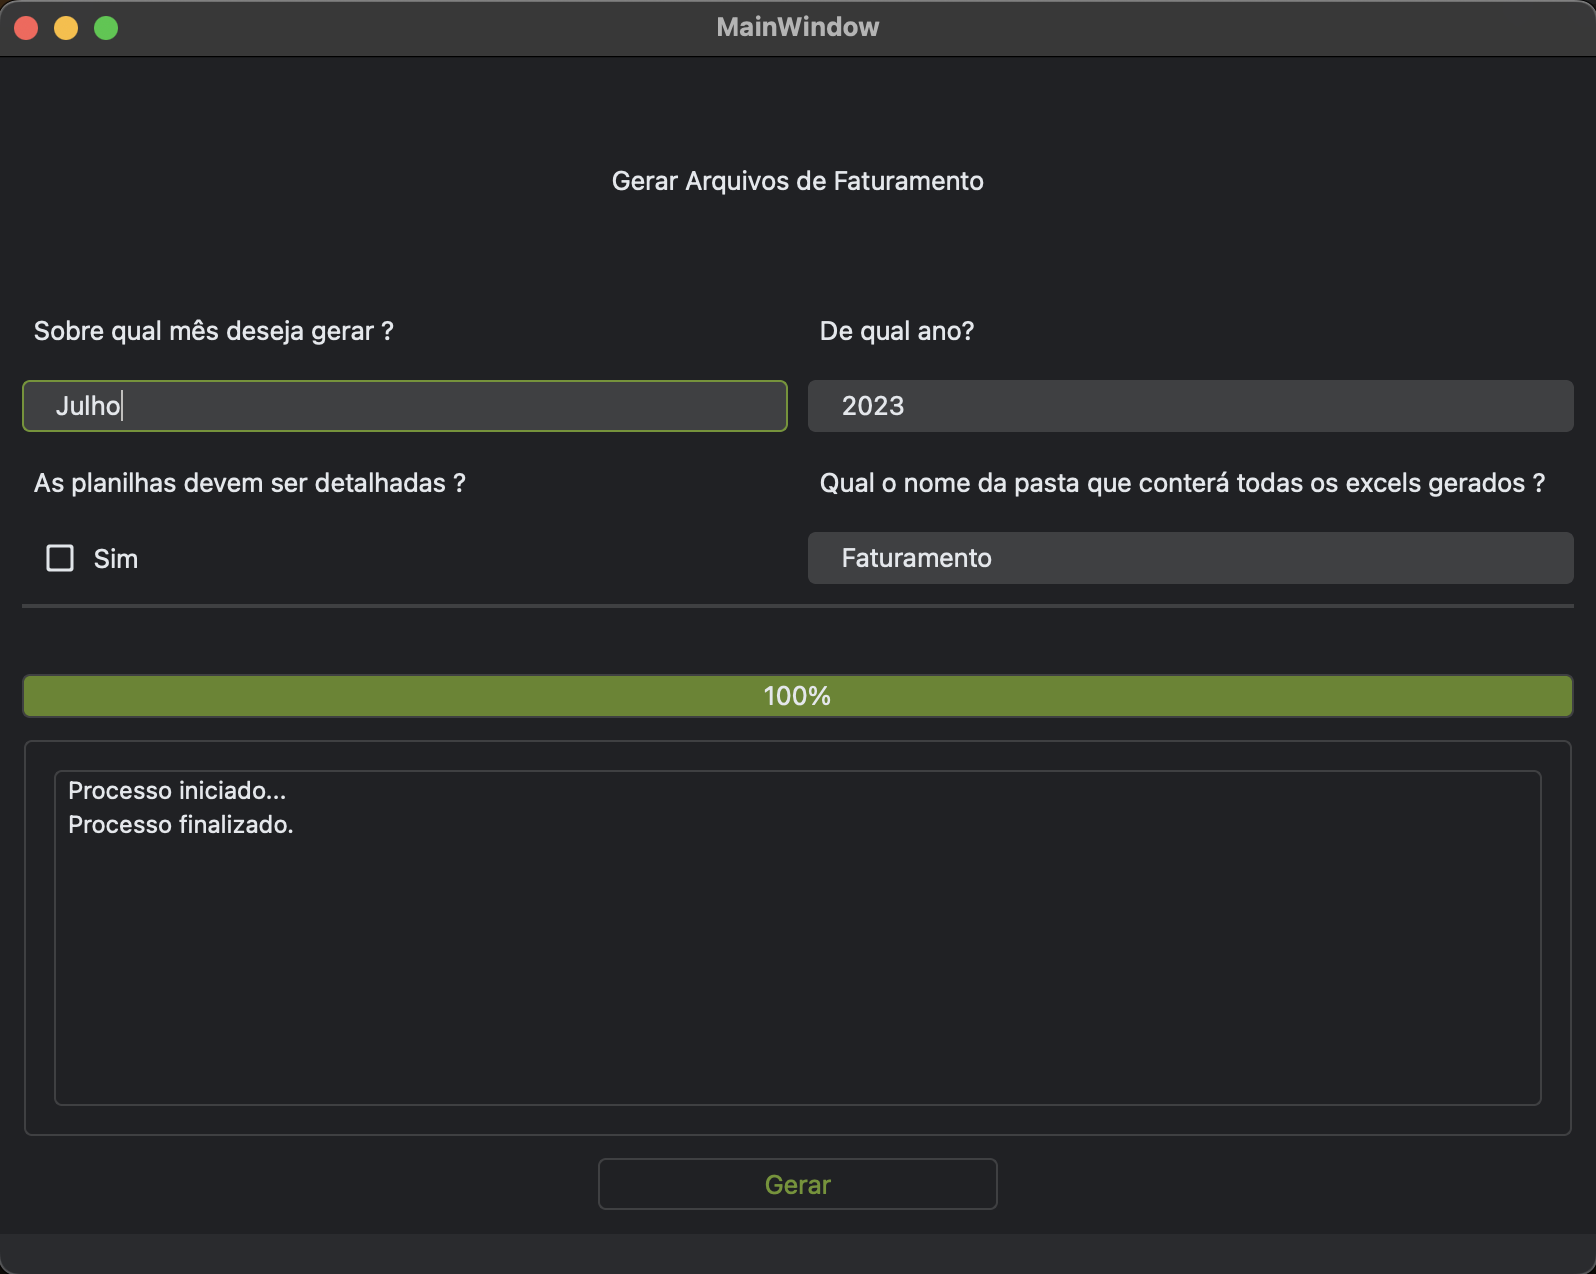 MainWindow
Gerar Arquivos de Faturamento
Sobre qual mês deseja gerar ?
De qual ano?
Julho
2023
As planilhas devem ser detalhadas ?
Qual o nome da pasta que conterá todas os excels gerados ?
Sim
Faturamento
100%
Processo iniciado...
Processo finalizado.
Gerar